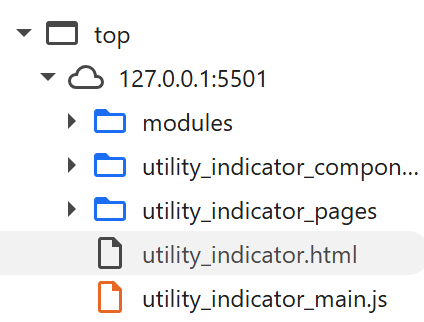 top
127.0.0.1:5501
modules
utility_indicator_compon...
utility_indicator_pages
utility_indicator.html
utility_indicator_main.js